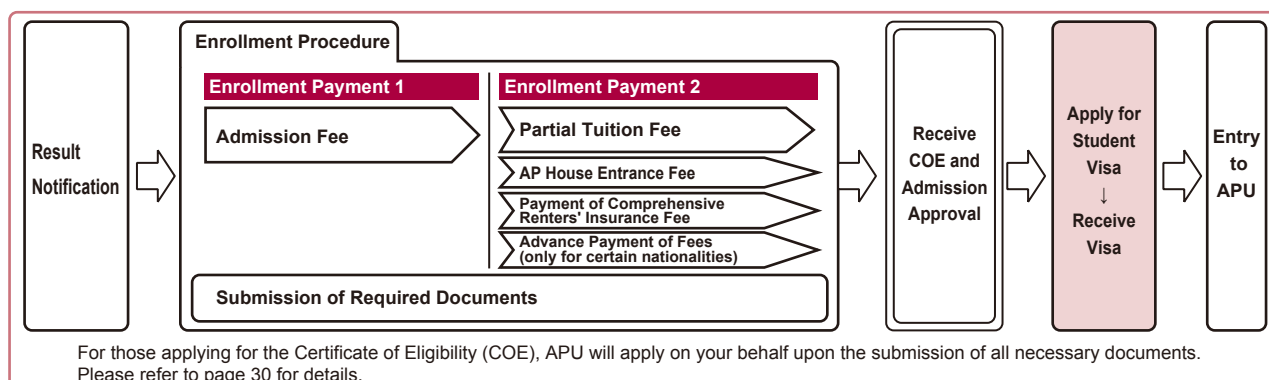 Result
Notification
Enrollment Procedure
Enrollment Payment 1
Admission Fee
Enrollment Payment 2
Partial Tuition Fee
AP House Entrance Fee
Payment of Comprehensive
Renters' Insurance Fee
Advance Payment of Fees
(only for certain nationalities)
Submission of Required Documents
Receive
COE and
Admission
Approval
Apply for
Student
Visa
↓
Receive
Visa
Entry
to
APU
For those applying for the Certificate of Eligibility (COE), APU will apply on your behalf upon the submission of all necessary documents.
Please refer to page 30 for details.